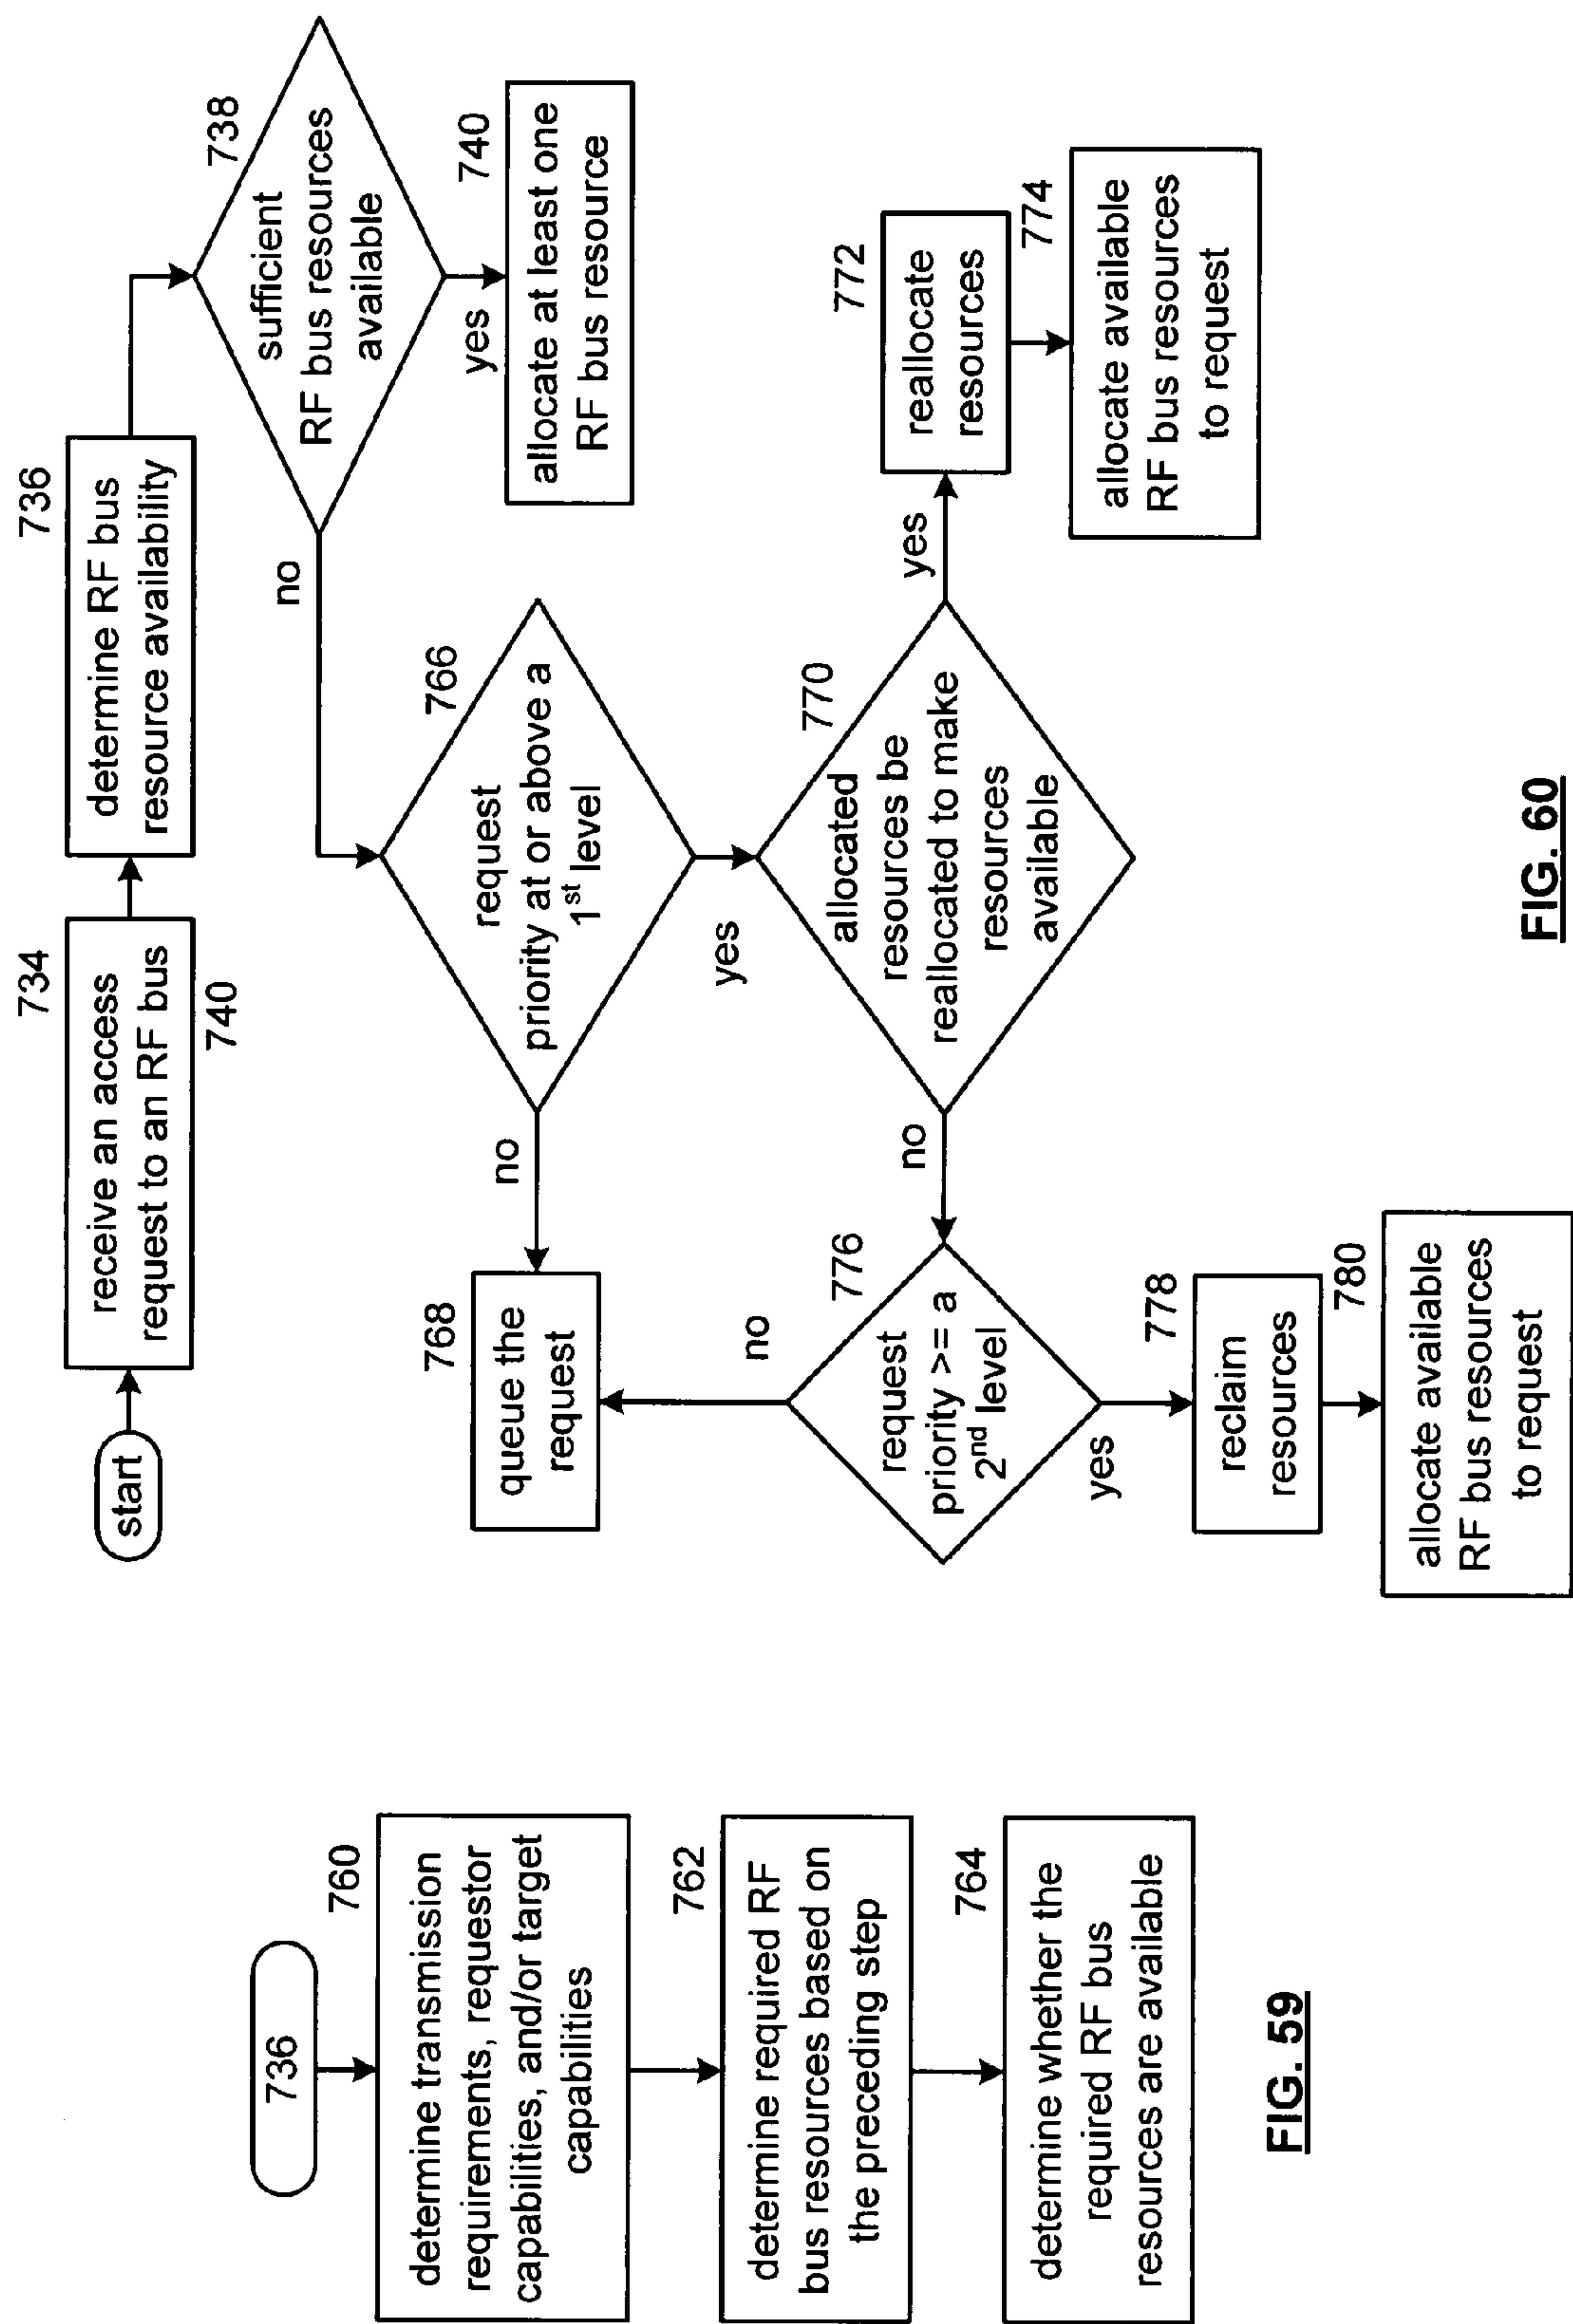 736
760
determine transmission
requirements, requestor
capabilities, and/or target
capabilities
762
determine required RF
bus resources based on
the preceding step
764
determine whether the
required RF bus
resources are available
FIG. 59
start
734
receive an access
request to an RF bus
740
736
determine RF bus
resource availability
738
sufficient
RF bus resources
available
no
yes
740
allocate at least one
RF bus resource
766
request
priority at or above a
1st level
no
yes
768
queue the
request
770
allocated
resources be
reallocated to make
resources
available
yes
772
reallocate
resources
774
allocate available
RF bus resources
to request
no
776
request
priority >= a
2nd level
no
yes
778
reclaim
resources
780
allocate available
RF bus resources
to request
FIG. 60